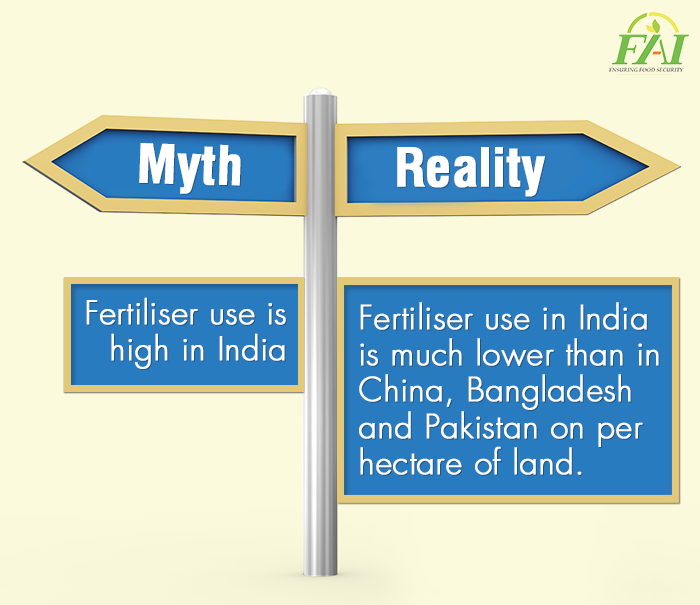 FAI
ENSURING FOOD SECURITY
Myth
Reality
Fertiliser use is
high in India
Fertiliser use in India
is much lower than in
China, Bangladesh
and Pakistan on per
hectare of land.